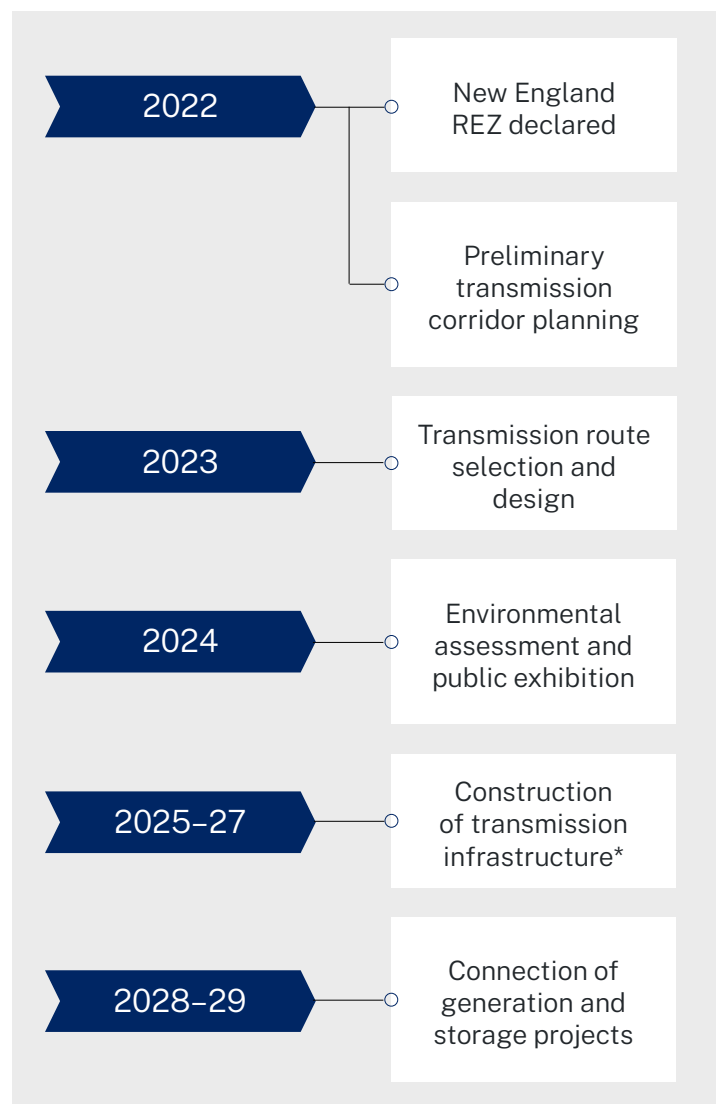 2022
New England
REZ declared
Preliminary
transmission
corridor planning
2023
Transmission route
selection and
design
2024
Environmental
assessment and
public exhibition
2025–27
Construction
of transmission
infrastructure*
2028–29
Connection of
generation and
storage projects